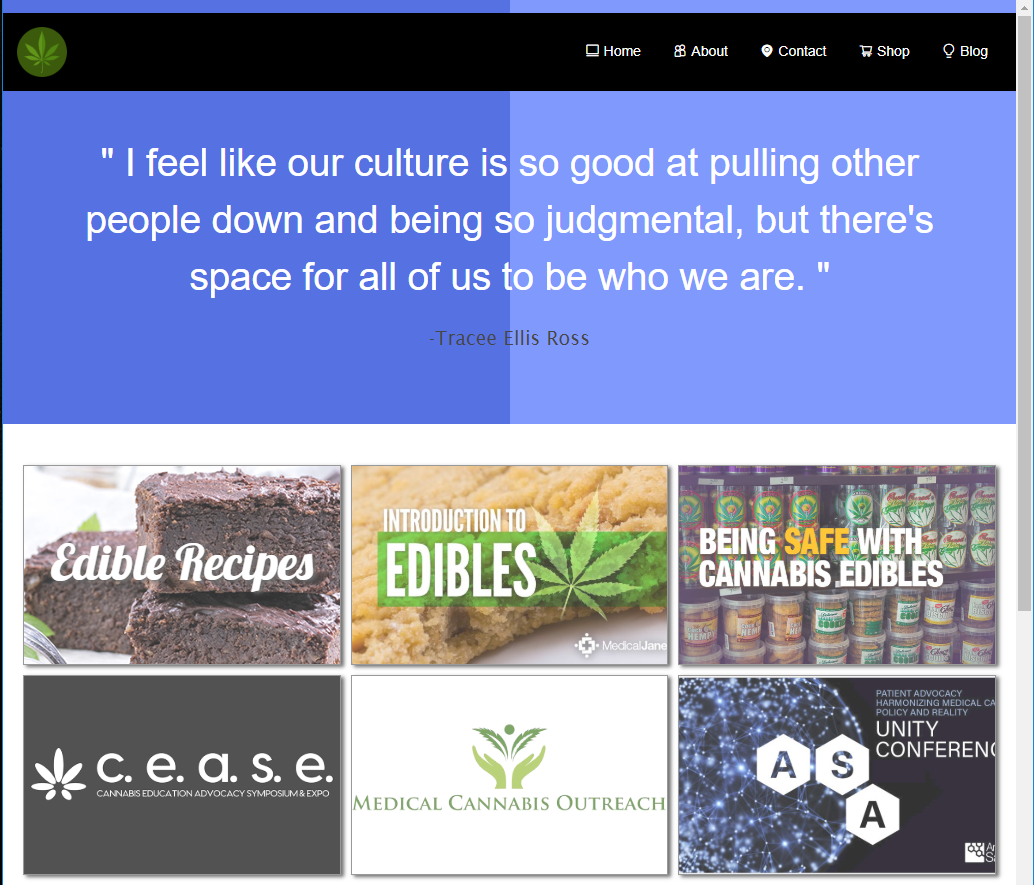 Home About Contact Shop Blog
" I feel like our culture is so good at pulling other
people down and being so judgmental, but there's
space for all of us to be who we are. "
-Tracee Ellis Ross
Edible Recipes
INTRODUCTION TO
EDIBLES
MedicalJane
BEING SAFE WITH
CANNABIS EDIBLES
c. e. a. s. e.
CANNABIS EDUCATION ADVOCACY SYMPOSIUM & EXPO
MEDICAL CANNABIS OUTREACH
PATIENT ADVOCACY
HARMONIZING MEDICAL CA
POLICY AND REALITY
UNITY
CONFERENC
A S
A